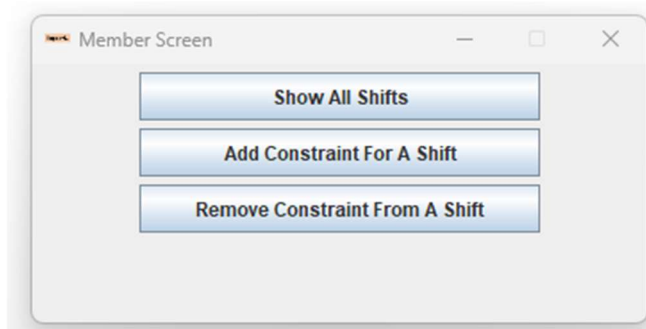 Member Screen
Show All Shifts
Add Constraint For A Shift
Remove Constraint From A Shift